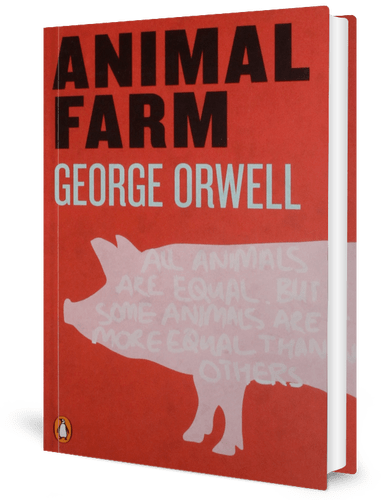 ANIMAL
FARM
GEORGE ORWELL
All ANIMALS
ARE EQUAL BUT
SOME ANIMALS ARE
MORE EQUAL THAN
OTHERS